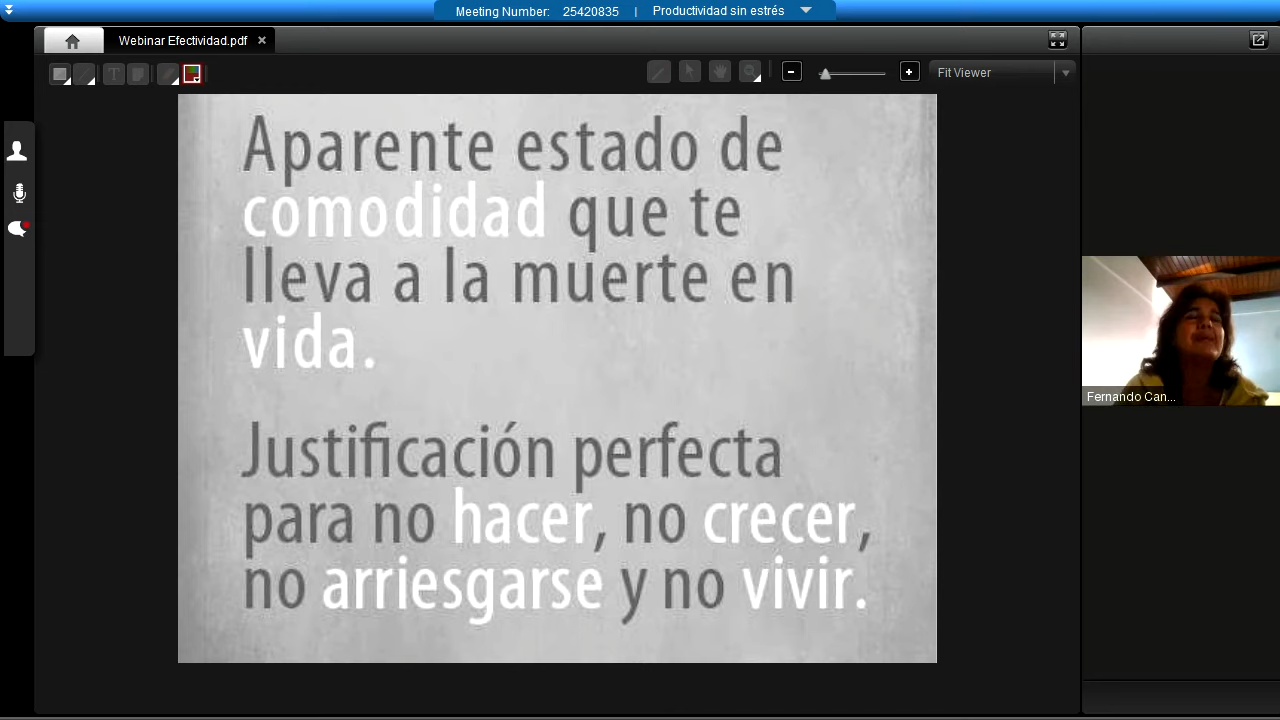 Meeting Number: 25420835 | Productividad sin estrés
Webinar Efectividad.pdf
Fit Viewer
Aparente estado de
comodidad que te
lleva a la muerte en
vida.
Justificación perfecta
para no hacer, no crecer,
no arriesgarse y no vivir.
Fernando Can...